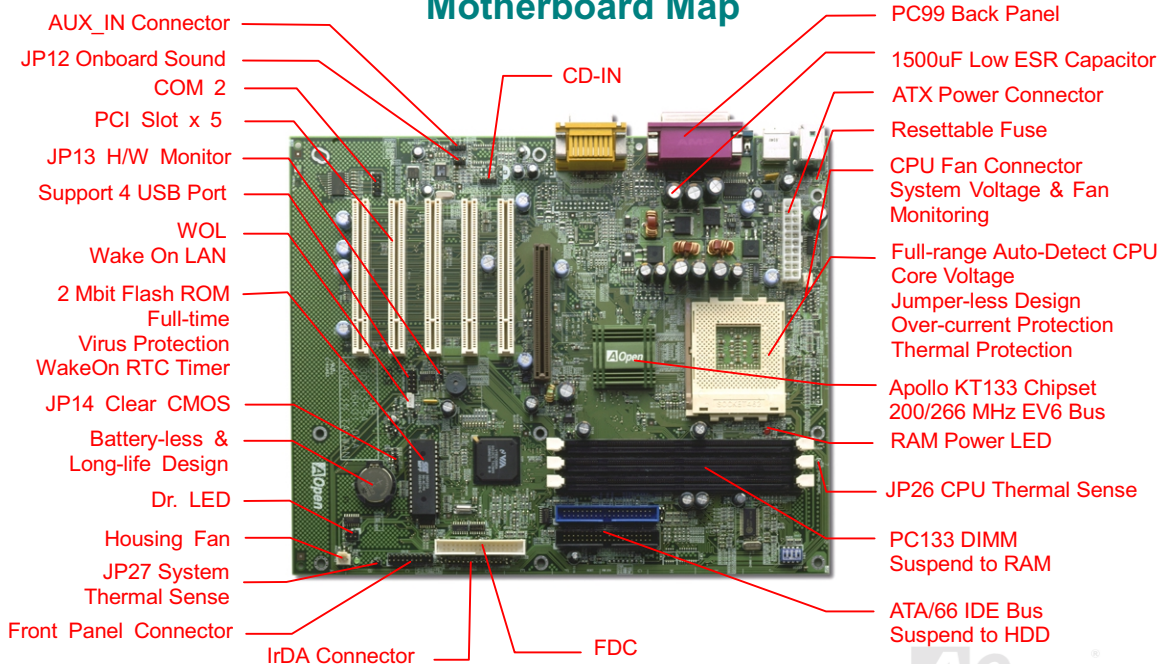 Motherboard Map
AUX_IN Connector
JP12 Onboard Sound
COM 2
PCI Slot x 5
JP13 H/W Monitor
Support 4 USB Port
WOL
Wake On LAN
2 Mbit Flash ROM
Full-time
Virus Protection
WakeOn RTC Timer
JP14 Clear CMOS
Battery-less &
Long-life Design
Dr. LED
Housing Fan
JP27 System
Thermal Sense
Front Panel Connector
IrDA Connector
FDC
CD-IN
PC99 Back Panel
1500uF Low ESR Capacitor
ATX Power Connector
Resettable Fuse
CPU Fan Connector
System Voltage & Fan
Monitoring
Full-range Auto-Detect CPU
Core Voltage
Jumper-less Design
Over-current Protection
Thermal Protection
Apollo KT133 Chipset
200/266 MHz EV6 Bus
RAM Power LED
JP26 CPU Thermal Sense
PC133 DIMM
Suspend to RAM
ATA/66 IDE Bus
Suspend to HDD
AOpen
AOpen
VIA